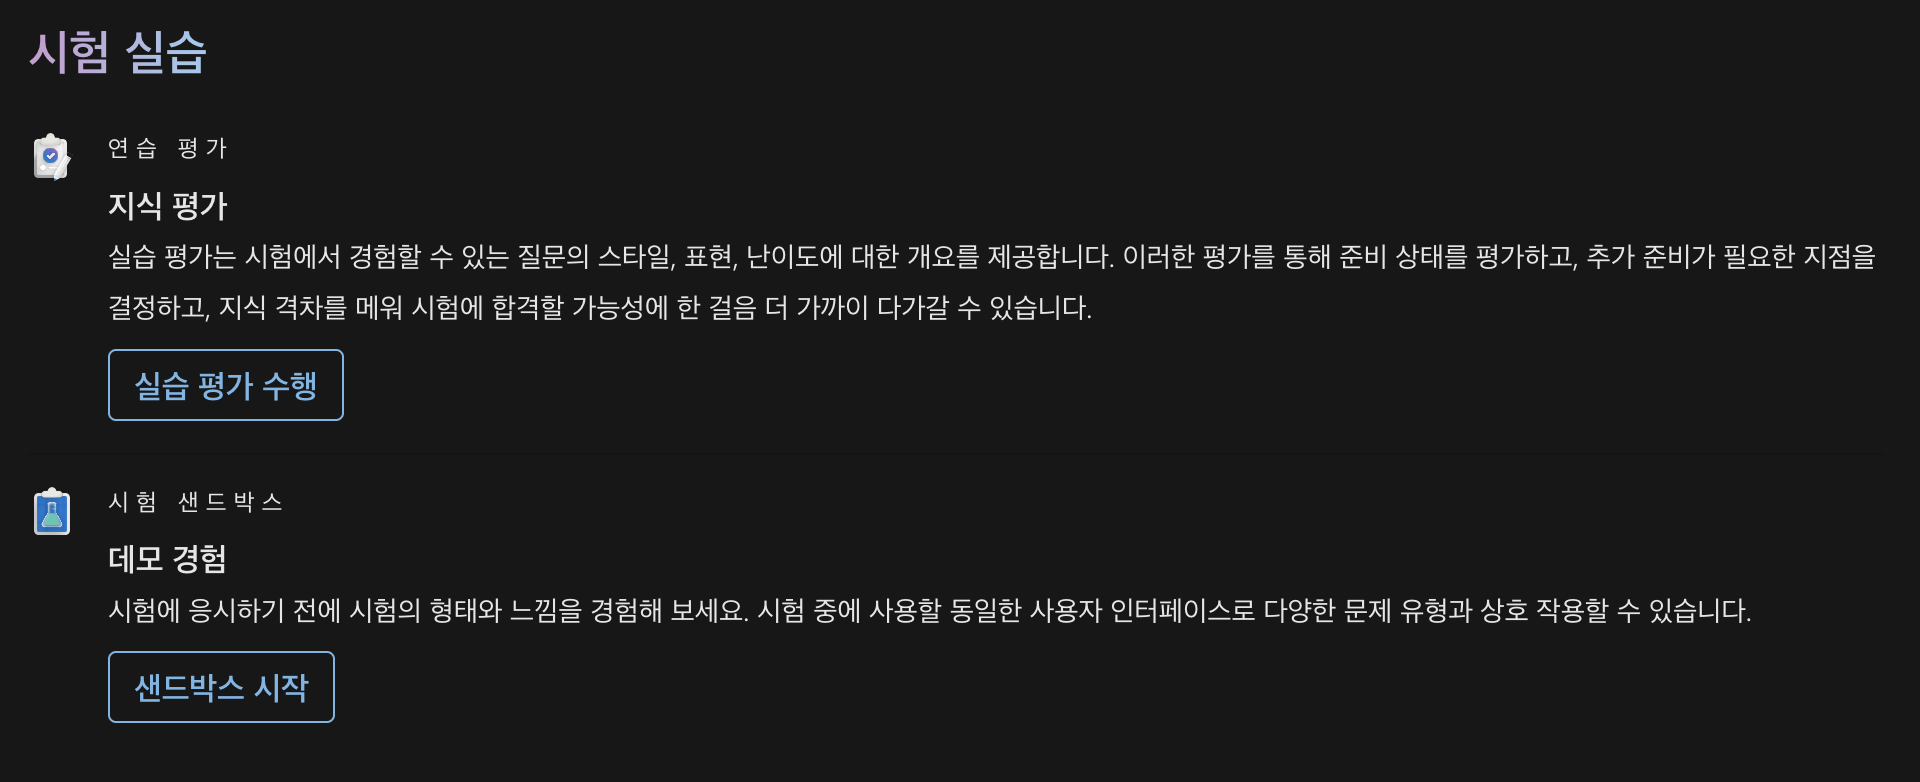 시험 실습
연습 평가
지식 평가
실습 평가는 시험에서 경험할 수 있는 질문의 스타일, 표현, 난이도에 대한 개요를 제공합니다. 이러한 평가를 통해 준비 상태를 평가하고, 추가 준비가 필요한 지점을
결정하고, 지식 격차를 메워 시험에 합격할 가능성에 한 걸음 더 가까이 다가갈 수 있습니다.
실습 평가 수행
시험 샌드박스
데모 경험
시험에 응시하기 전에 시험의 형태와 느낌을 경험해 보세요. 시험 중에 사용할 동일한 사용자 인터페이스로 다양한 문제 유형과 상호 작용할 수 있습니다.
샌드박스 시작